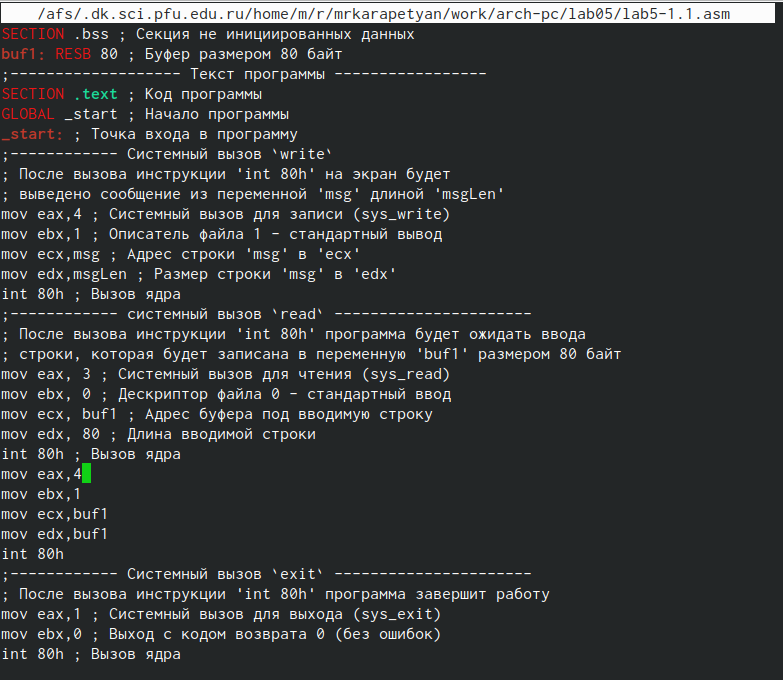 /afs/.dk.sci.pfu.edu.ru/home/m/r/mrkarapetyan/work/arch-pc/lab05/lab5-1.1.asm
SECTION .bss ; Секция не инициированных данных
buf1: RESB 80 ; Буфер размером 80 байт
;------------------- Текст программы -----------------
SECTION .text ; Код программы
GLOBAL _start ; Начало программы
_start: ; Точка входа в программу
;------------ Системный вызов `write`
; После вызова инструкции 'int 80h' на экран будет
; выведено сообщение из переменной 'msg' длиной 'msgLen'
mov eax,4 ; Системный вызов для записи (sys_write)
mov ebx,1 ; Описатель файла 1 - стандартный вывод
mov ecx,msg ; Адрес строки 'msg' в 'ecx'
mov edx,msgLen ; Размер строки 'msg' в 'edx'
int 80h ; Вызов ядра
;------------ системный вызов `read` ----------------------
; После вызова инструкции 'int 80h' программа будет ожидать ввода
; строки, которая будет записана в переменную 'buf1' размером 80 байт
mov eax, 3 ; Системный вызов для чтения (sys_read)
mov ebx, 0 ; Дескриптор файла 0 - стандартный ввод
mov ecx, buf1 ; Адрес буфера под вводимую строку
mov edx, 80 ; Длина вводимой строки
int 80h ; Вызов ядра
mov eax,4
mov ebx,1
mov ecx,buf1
mov edx,buf1
int 80h
;------------ Системный вызов `exit` ----------------------
; После вызова инструкции 'int 80h' программа завершит работу
mov eax,1 ; Системный вызов для выхода (sys_exit)
mov ebx,0 ; Выход с кодом возврата 0 (без ошибок)
int 80h ; Вызов ядра